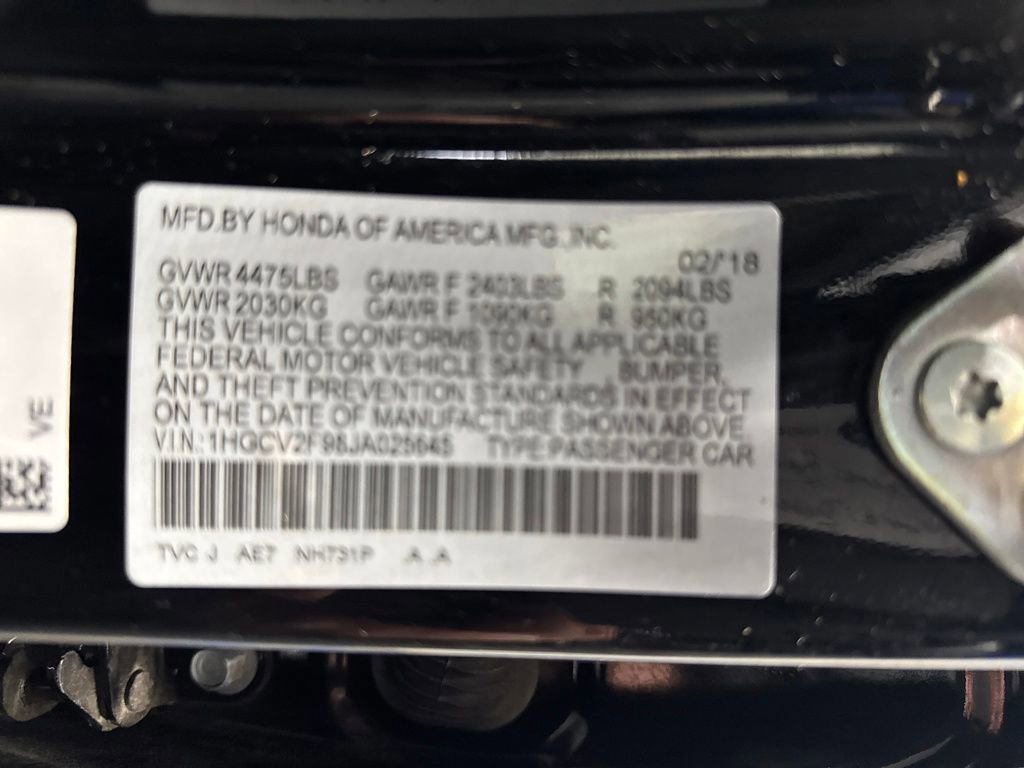 MFD.BY HONDA OF AMERICA MFG.,INC.
02/'18
GVWR 4475LBS GAWR F 2403LBS R 2094LBS
GVWR 2030KG GAWR F 1090KG R 950KG
THIS VEHICLE CONFORMS TO ALL APPLICABLE
FEDERAL MOTOR VEHICLE SAFETY, BUMPER,
AND THEFT PREVENTION STANDARDS IN EFFECT
ON THE DATE OF MANUFACTURE SHOWN ABOVE.
V.I.N.: 1HGCV2F98JA025645 TYPE:PASSENGER CAR
TVC J AE7 NH731P .A .A
VE